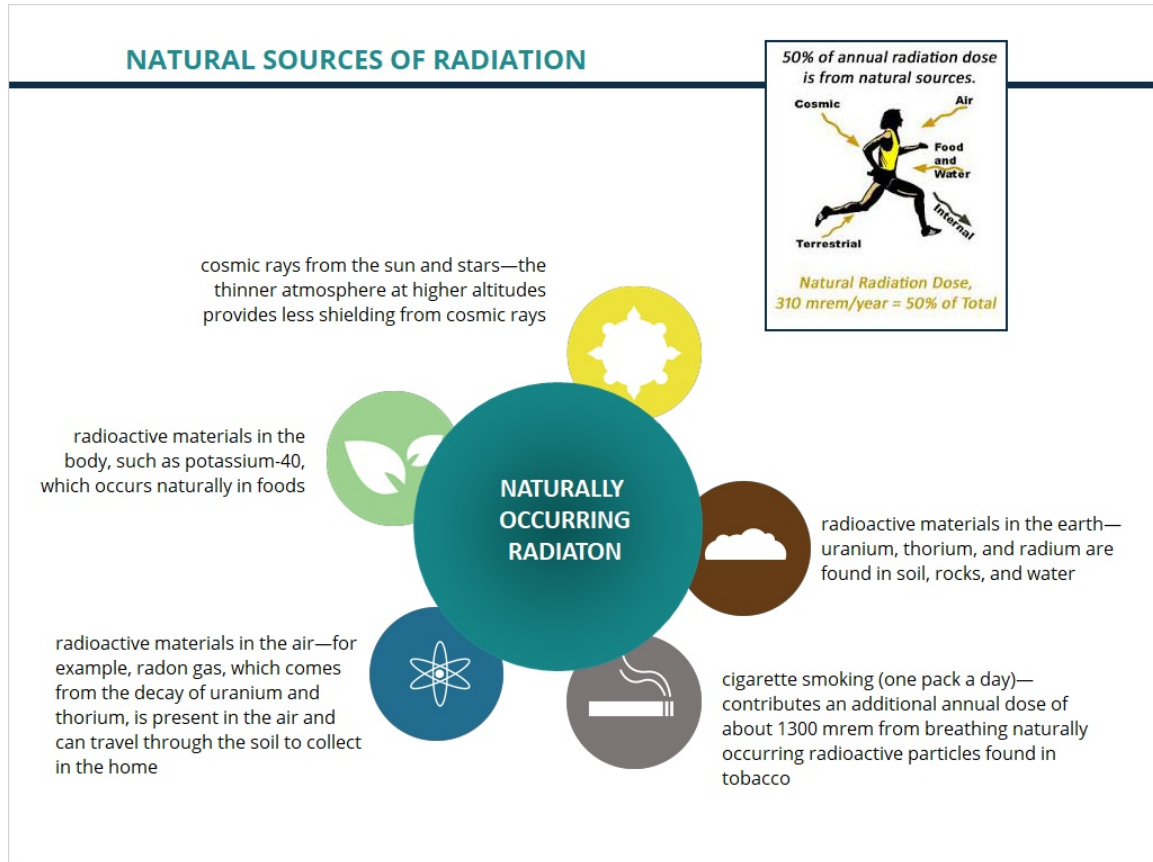 NATURAL SOURCES OF RADIATION
50% of annual radiation dose
is from natural sources.
Cosmic
Air
Food
and
Water
Internal
Terrestrial
Natural Radiation Dose,
310 mrem/year = 50% of Total
cosmic rays from the sun and stars—the
thinner atmosphere at higher altitudes
provides less shielding from cosmic rays
radioactive materials in the
body, such as potassium-40,
which occurs naturally in foods
NATURALLY
OCCURRING
RADIATON
radioactive materials in the earth—
uranium, thorium, and radium are
found in soil, rocks, and water
radioactive materials in the air—for
example, radon gas, which comes
from the decay of uranium and
thorium, is present in the air and
can travel through the soil to collect
in the home
cigarette smoking (one pack a day)—
contributes an additional annual dose of
about 1300 mrem from breathing naturally
occurring radioactive particles found in
tobacco